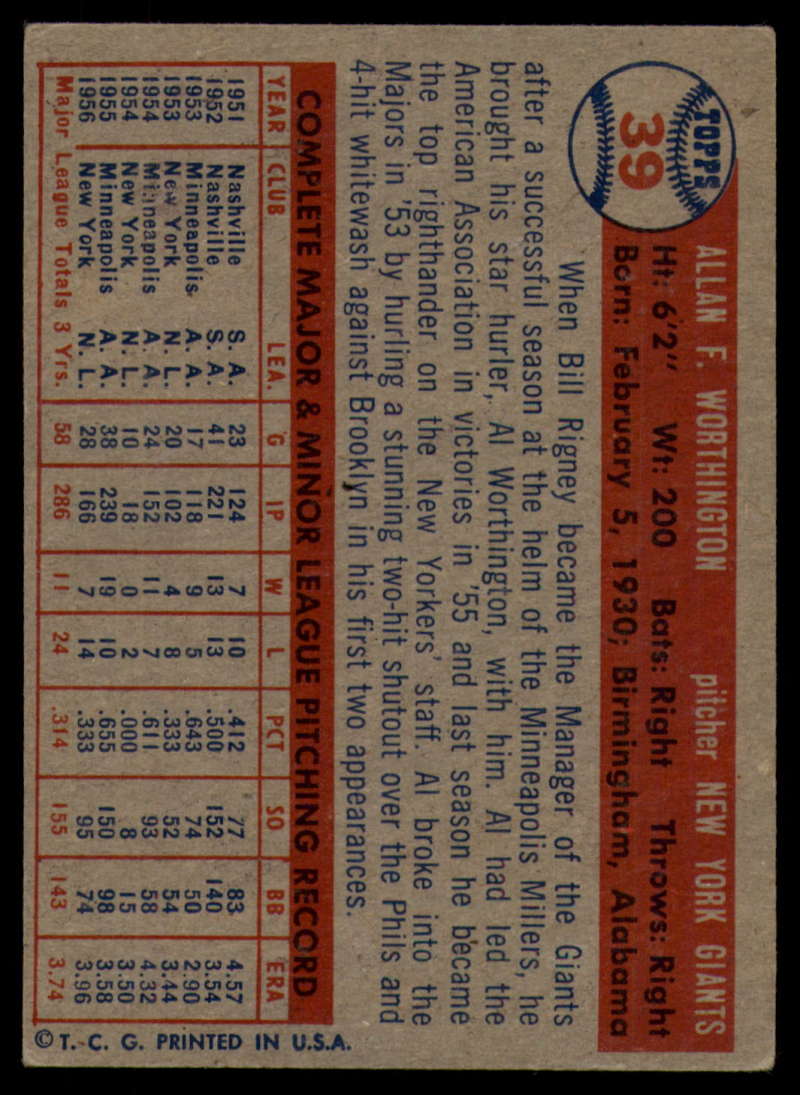 TOPPS
39
ALLAN F. WORTHINGTON pitcher NEW YORK GIANTS
Ht: 6'2" Wt: 200 Bats: Right Throws: Right
Born: February 5, 1930; Birmingham, Alabama
When Bill Rigney became the Manager of the Giants
after a successful season at the helm of the Minneapolis Millers, he
brought his star hurler, Al Worthington, with him. Al had led the
American Association in victories in '55 and last season he became
the top righthander on the New Yorkers' staff. Al broke into the
Majors in '53 by hurling a stunning two-hit shutout over the Phils and
4-hit whitewash against Brooklyn in his first two appearances.
COMPLETE MAJOR & MINOR LEAGUE PITCHING RECORD
YEAR CLUB LEA. G IP W L PCT SO BB ERA
1951 Nashville S. A. 23 124 7 10 .412 77 83 4.57
1952 Nashville S. A. 41 221 13 13 .500 152 140 3.54
1953 Minneapolis A. A. 17 118 9 5 .643 74 50 2.90
1953 New York N. L. 20 102 4 8 .333 52 54 3.44
1954 Minneapolis A. A. 24 152 11 7 .611 93 58 4.32
1954 New York N. L. 10 18 0 2 .000 8 15 3.50
1955 Minneapolis A. A. 38 239 19 10 .655 150 98 3.58
1956 New York N. L. 28 166 7 14 .333 95 74 3.96
Major League Totals 3 Yrs. 58 286 11 24 .314 155 143 3.74
© T. C. G. PRINTED IN U.S.A.